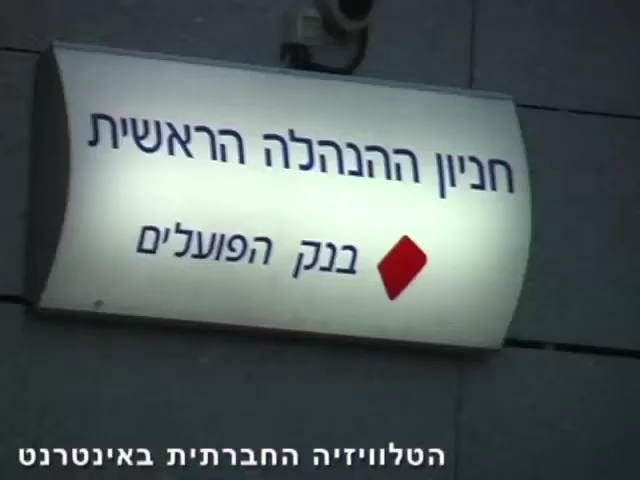 חניון ההנהלה הראשית
בנק הפועלים
הטלוויזיה החברתית באינטרנט